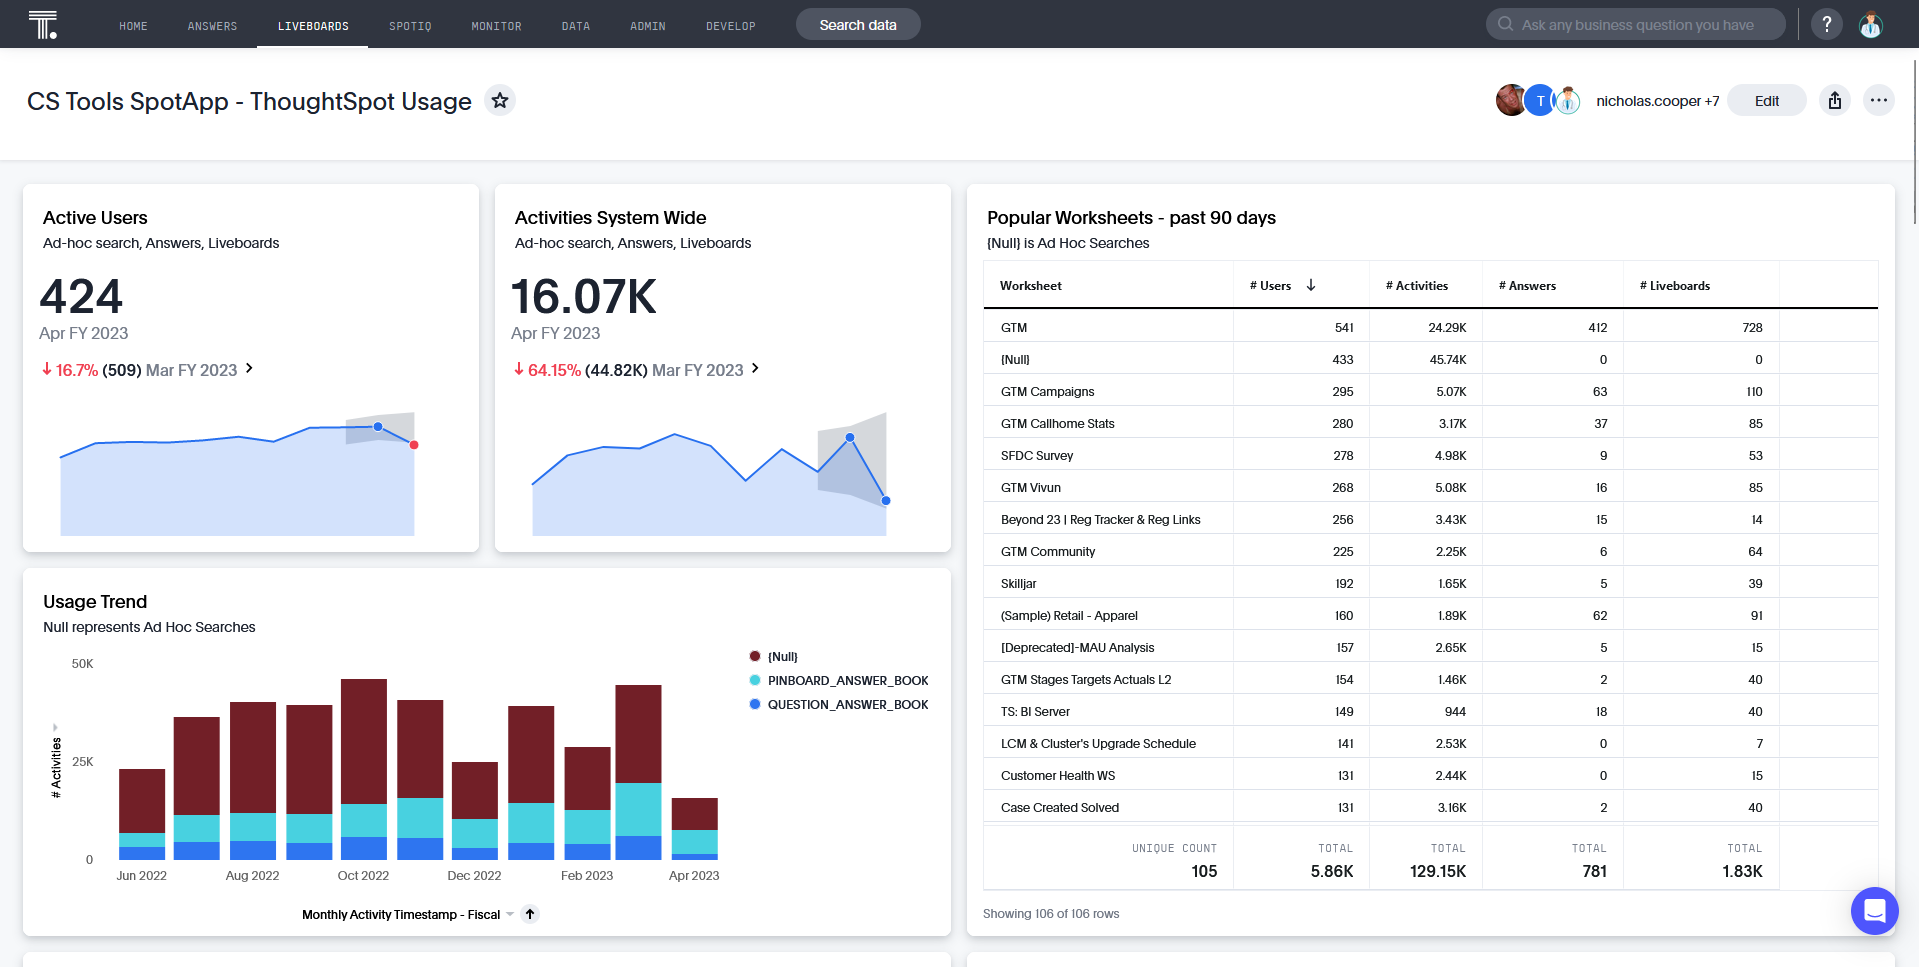 HOME ANSWERS LIVEBOARDS SPOTIQ MONITOR DATA ADMIN DEVELOP Search data Ask any business question you have ?
CS Tools SpotApp - ThoughtSpot Usage
T nicholas.cooper +7 Edit
Active Users
Ad-hoc search, Answers, Liveboards
424
Apr FY 2023
16.7% (509) Mar FY 2023
Activities System Wide
Ad-hoc search, Answers, Liveboards
16.07K
Apr FY 2023
64.15% (44.82K) Mar FY 2023
Usage Trend
Null represents Ad Hoc Searches
50K
25K
0
# Activities
Jun 2022 Aug 2022 Oct 2022 Dec 2022 Feb 2023 Apr 2023
Monthly Activity Timestamp - Fiscal
{Null}
PINBOARD_ANSWER_BOOK
QUESTION_ANSWER_BOOK
Popular Worksheets - past 90 days
{Null} is Ad Hoc Searches
Worksheet # Users # Activities # Answers # Liveboards
GTM 541 24.29K 412 728
{Null} 433 45.74K 0 0
GTM Campaigns 295 5.07K 63 110
GTM Callhome Stats 280 3.17K 37 85
SFDC Survey 278 4.98K 9 53
GTM Vivun 268 5.08K 16 85
Beyond 23 | Reg Tracker & Reg Links 256 3.43K 15 14
GTM Community 225 2.25K 6 64
Skilljar 192 1.65K 5 39
(Sample) Retail - Apparel 160 1.89K 62 91
[Deprecated]-MAU Analysis 157 2.65K 5 15
GTM Stages Targets Actuals L2 154 1.46K 2 40
TS: BI Server 149 944 18 40
LCM & Cluster's Upgrade Schedule 141 2.53K 0 7
Customer Health WS 131 2.44K 0 15
Case Created Solved 131 3.16K 2 40
UNIQUE COUNT TOTAL TOTAL TOTAL TOTAL
105 5.86K 129.15K 781 1.83K
Showing 106 of 106 rows